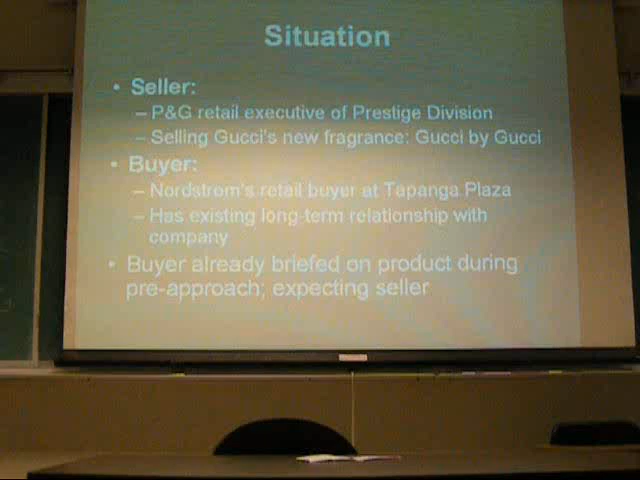 Situation
• Seller:
– P&G retail executive of Prestige Division
– Selling Gucci's new fragrance: Gucci by Gucci
• Buyer:
– Nordstrom's retail buyer at Tapanga Plaza
– Has existing long-term relationship with
company
• Buyer already briefed on product during
pre-approach; expecting seller